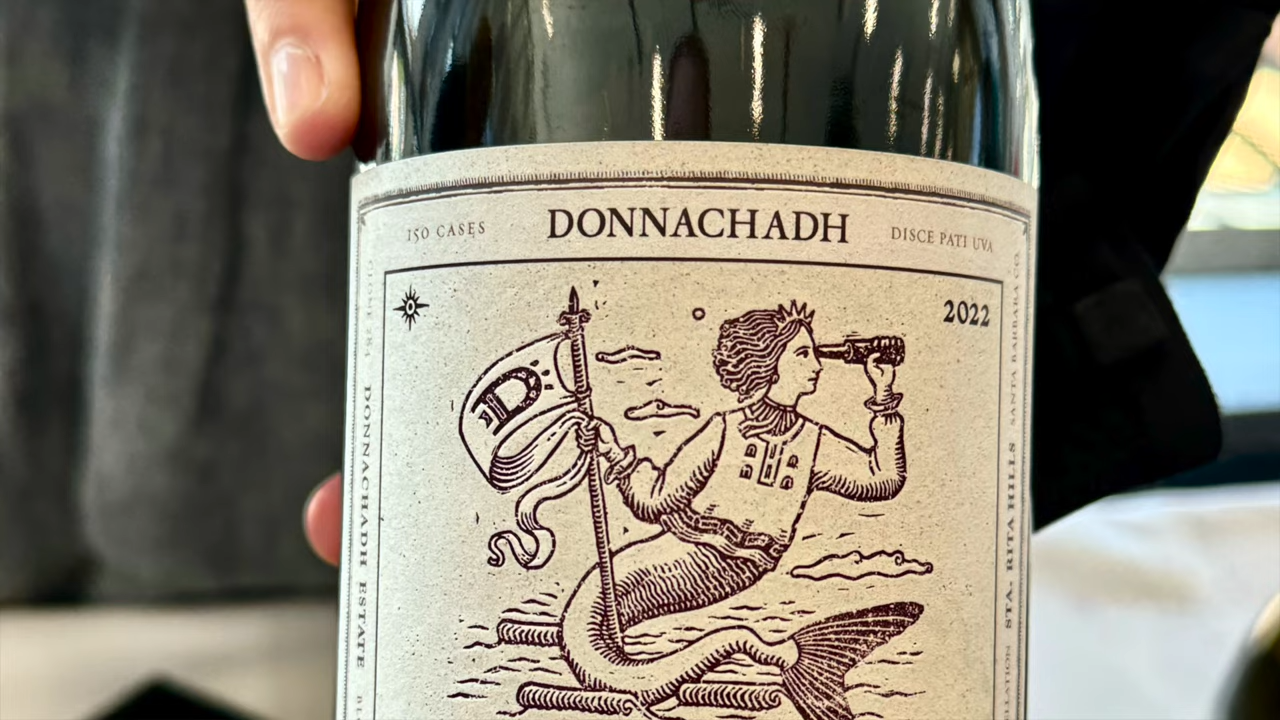 150 CASES
DONNACHADH
DISCE PATI UVA
2022
D
DONNACHADH ESTATE
STA. RITA HILLS
SANTA BARBARA CO.